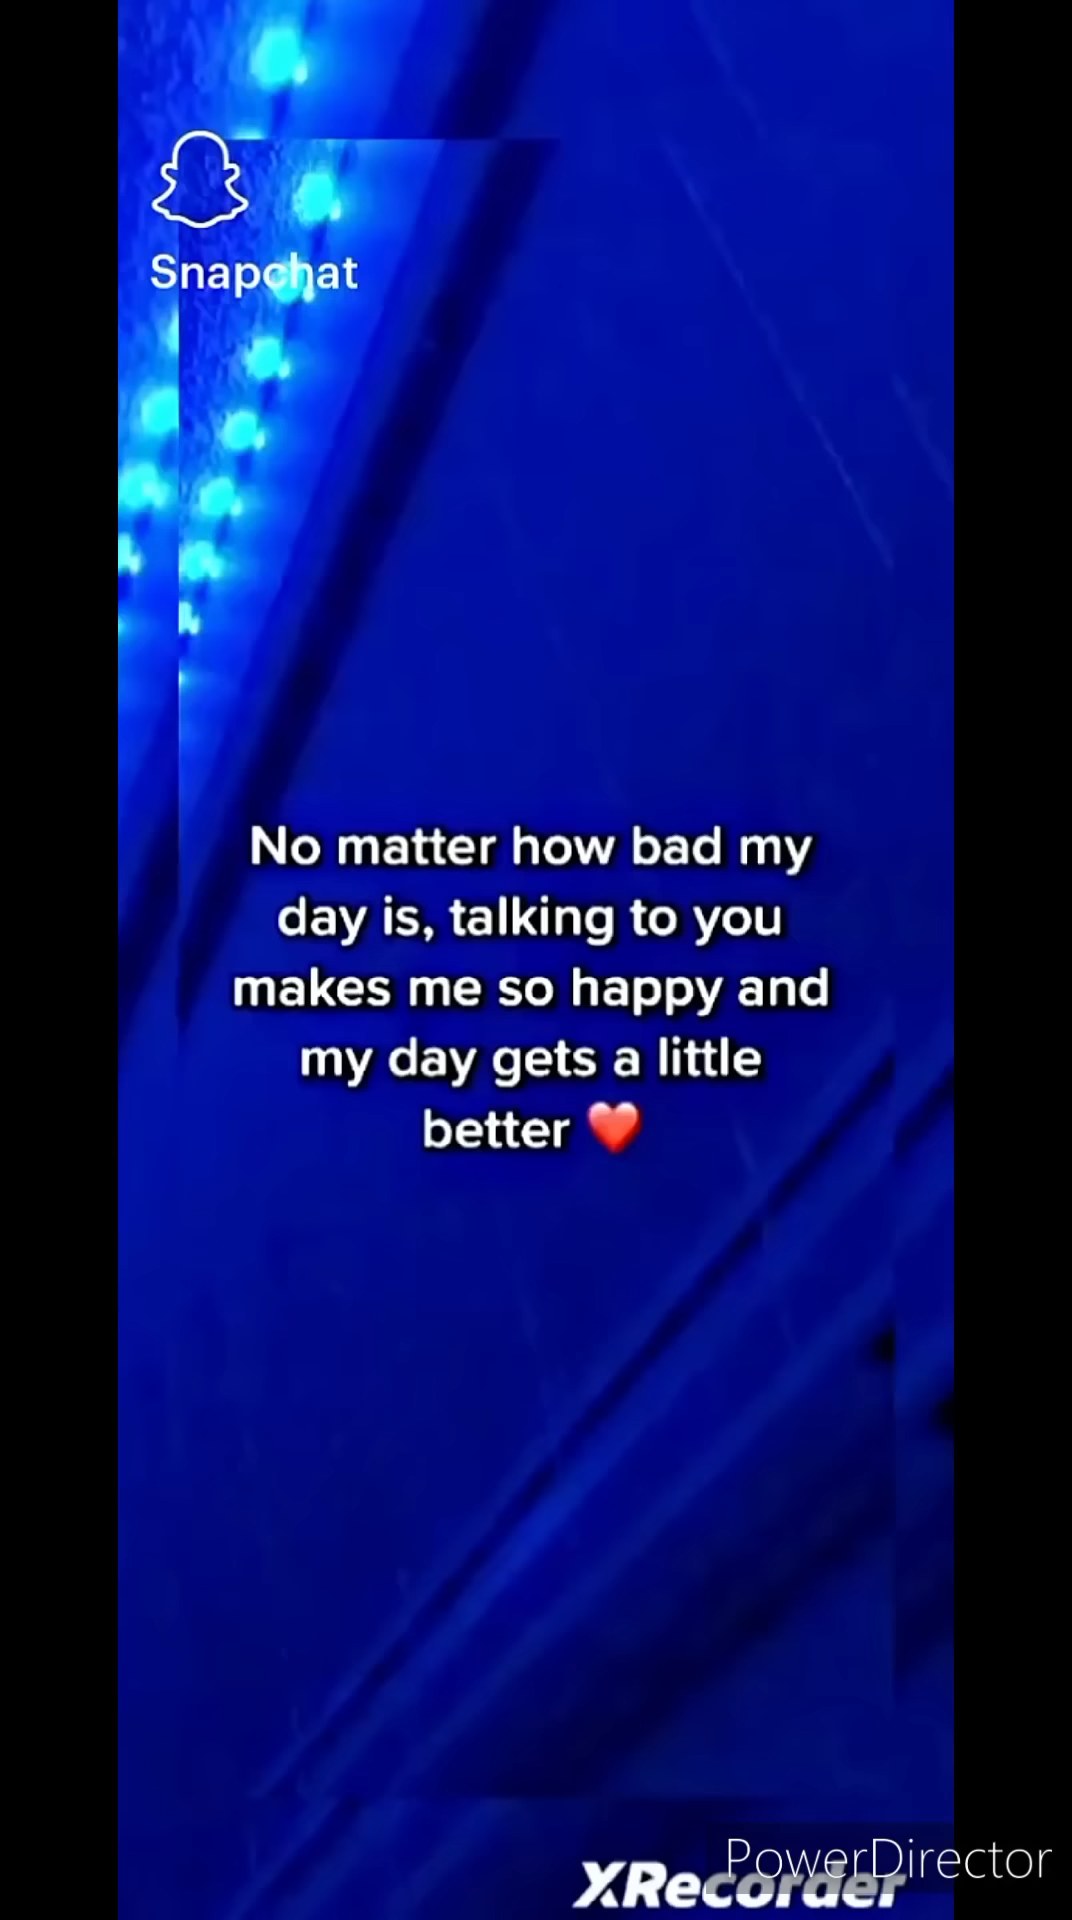 Snapchat
No matter how bad my
day is, talking to you
makes me so happy and
my day gets a little
better ❤️
PowerDirector
XRecorder